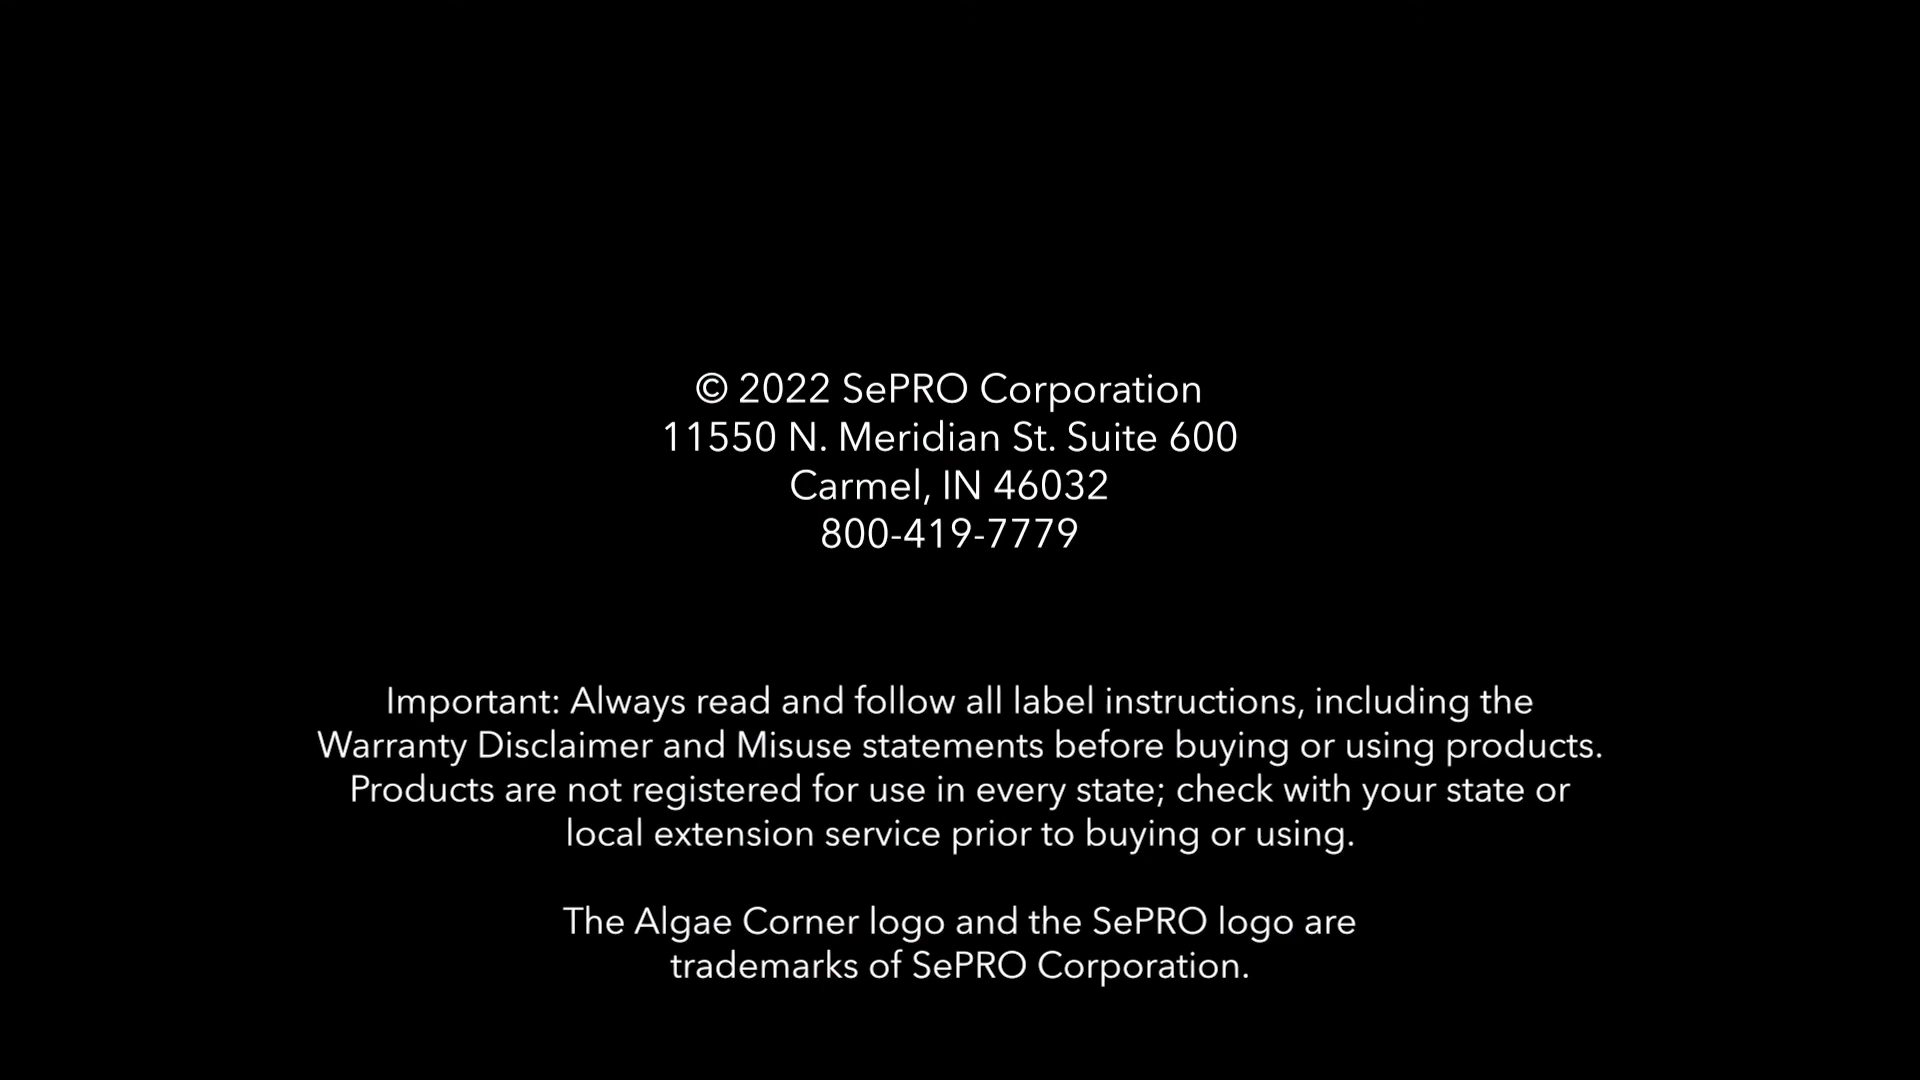 © 2022 SePRO Corporation
11550 N. Meridian St. Suite 600
Carmel, IN 46032
800-419-7779
Important: Always read and follow all label instructions, including the
Warranty Disclaimer and Misuse statements before buying or using products.
Products are not registered for use in every state; check with your state or
local extension service prior to buying or using.
The Algae Corner logo and the SePRO logo are
trademarks of SePRO Corporation.